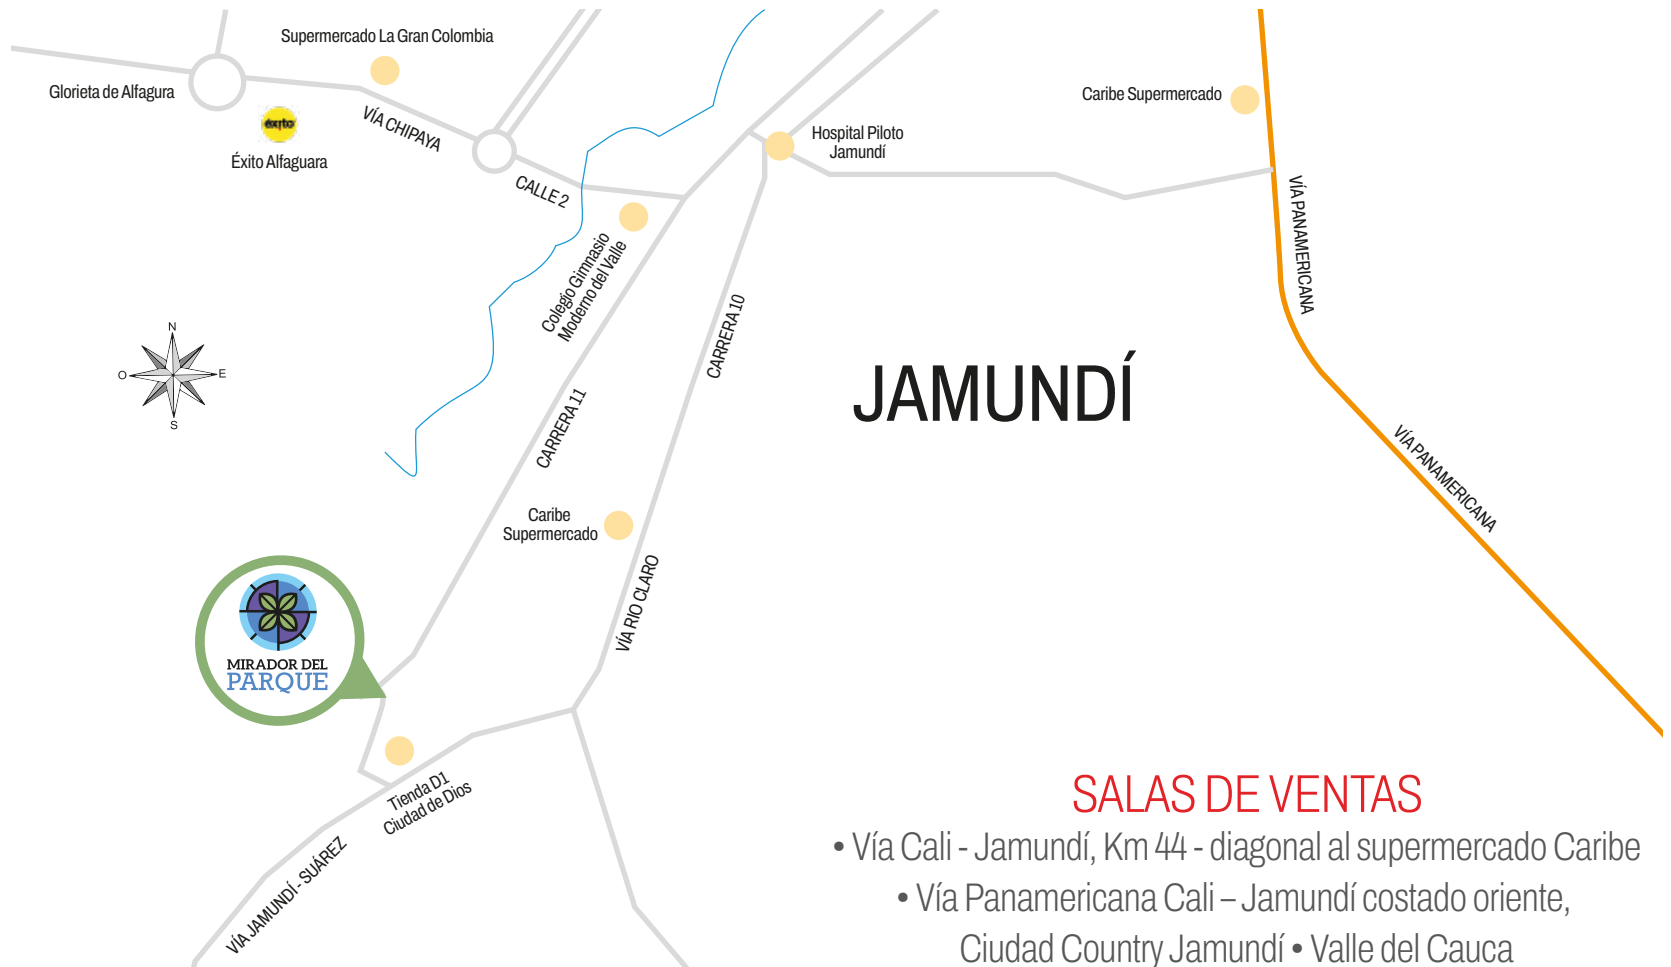 Supermercado La Gran Colombia
Glorieta de Alfagura
éxito
Éxito Alfaguara
VÍA CHIPAYA
CALLE 2
Caribe Supermercado
Hospital Piloto
Jamundí
VÍA PANAMERICANA
Colegio Gimnasio
Moderno del Valle
CARRERA 10
N
O
E
S
JAMUNDÍ
CARRERA 11
VÍA PANAMERICANA
Caribe
Supermercado
VÍA RIO CLARO
MIRADOR DEL
PARQUE
Tienda D1
Ciudad de Dios
VÍA JAMUNDÍ - SUÁREZ
SALAS DE VENTAS
• Vía Cali - Jamundí, Km 44 - diagonal al supermercado Caribe
• Vía Panamericana Cali – Jamundí costado oriente,
Ciudad Country Jamundí • Valle del Cauca